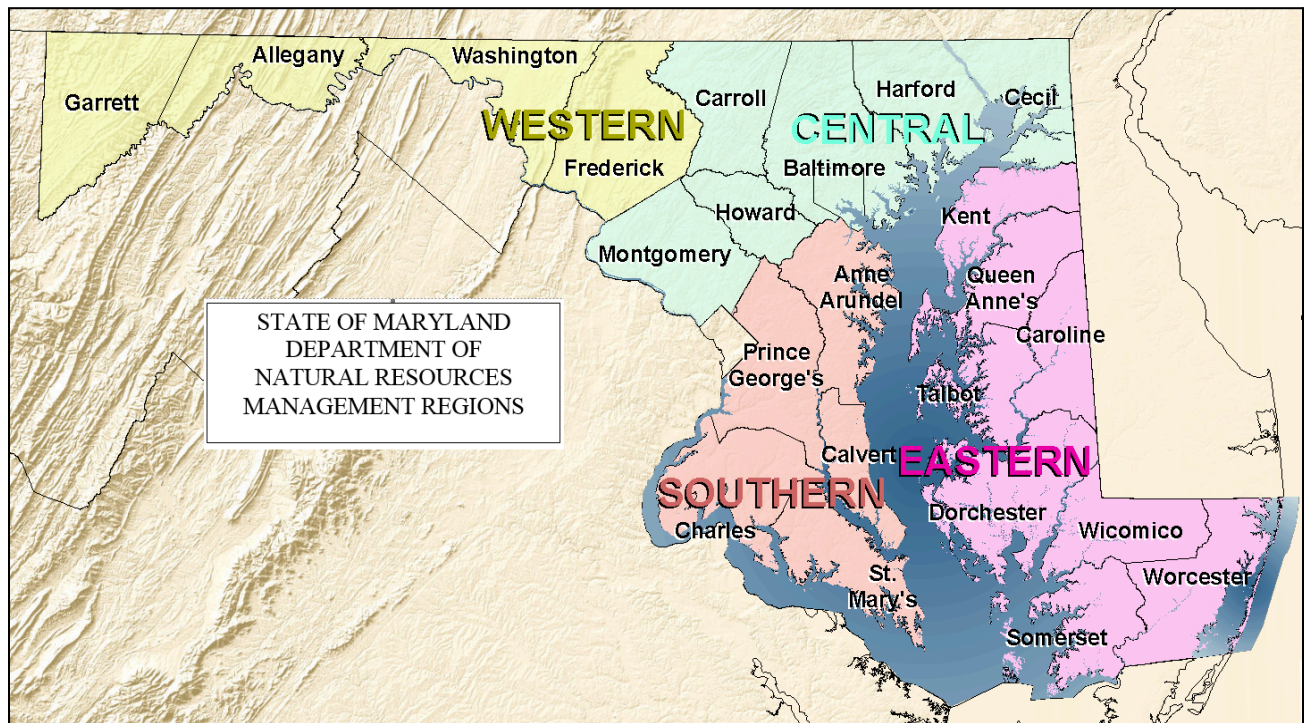 Allegany
Washington
Garrett
WESTERN
Frederick
Carroll
Harford
Cecil
CENTRAL
Baltimore
Howard
Montgomery
Kent
Anne
Arundel
Queen
Anne's
Caroline
STATE OF MARYLAND
DEPARTMENT OF
NATURAL RESOURCES
MANAGEMENT REGIONS
Prince
George's
Talbot
Calvert
EASTERN
SOUTHERN
Charles
Dorchester
Wicomico
St.
Mary's
Worcester
Somerset